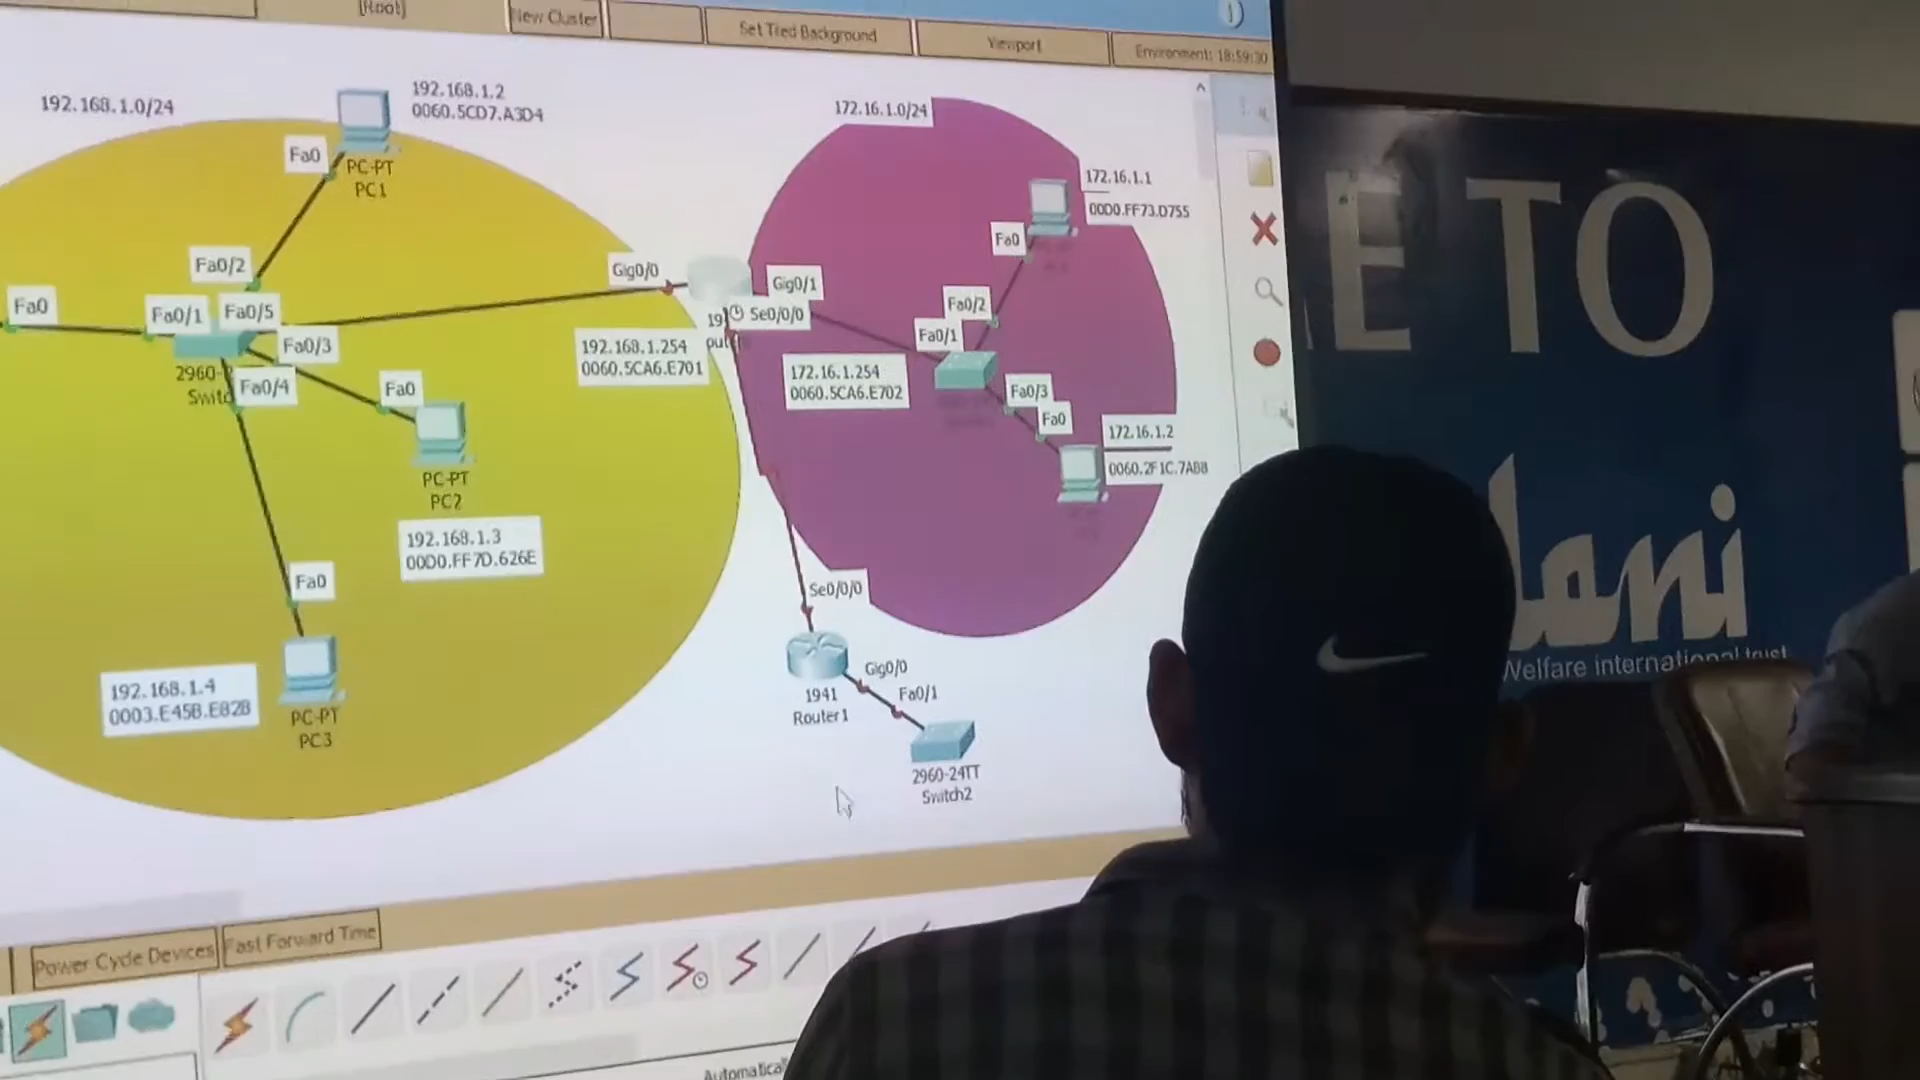 [Root]
New Cluster
Set Tiled Background
Viewport
Environment: 18:59:30
192.168.1.0/24
192.168.1.2
0060.5CD7.A3D4
Fa0
PC-PT
PC1
172.16.1.0/24
172.16.1.1
00D0.FF73.D755
Fa0
Fa0/2
Gig0/0
Gig0/1
Se0/0/0
Fa0
Fa0/1
Fa0/5
Fa0/3
Fa0/4
2960-
Switc
Fa0
PC-PT
PC2
192.168.1.3
00D0.FF7D.626E
192.168.1.254
0060.5CA6.E701
172.16.1.254
0060.5CA6.E702
Fa0/2
Fa0/1
Fa0/3
Fa0
172.16.1.2
0060.2F1C.7AB8
Fa0
192.168.1.4
0003.E45B.E82B
PC-PT
PC3
Se0/0/0
1941
Router1
Gig0/0
Fa0/1
2960-24TT
Switch2
Power Cycle Devices
Fast Forward Time
E TO
lani
Welfare international trust